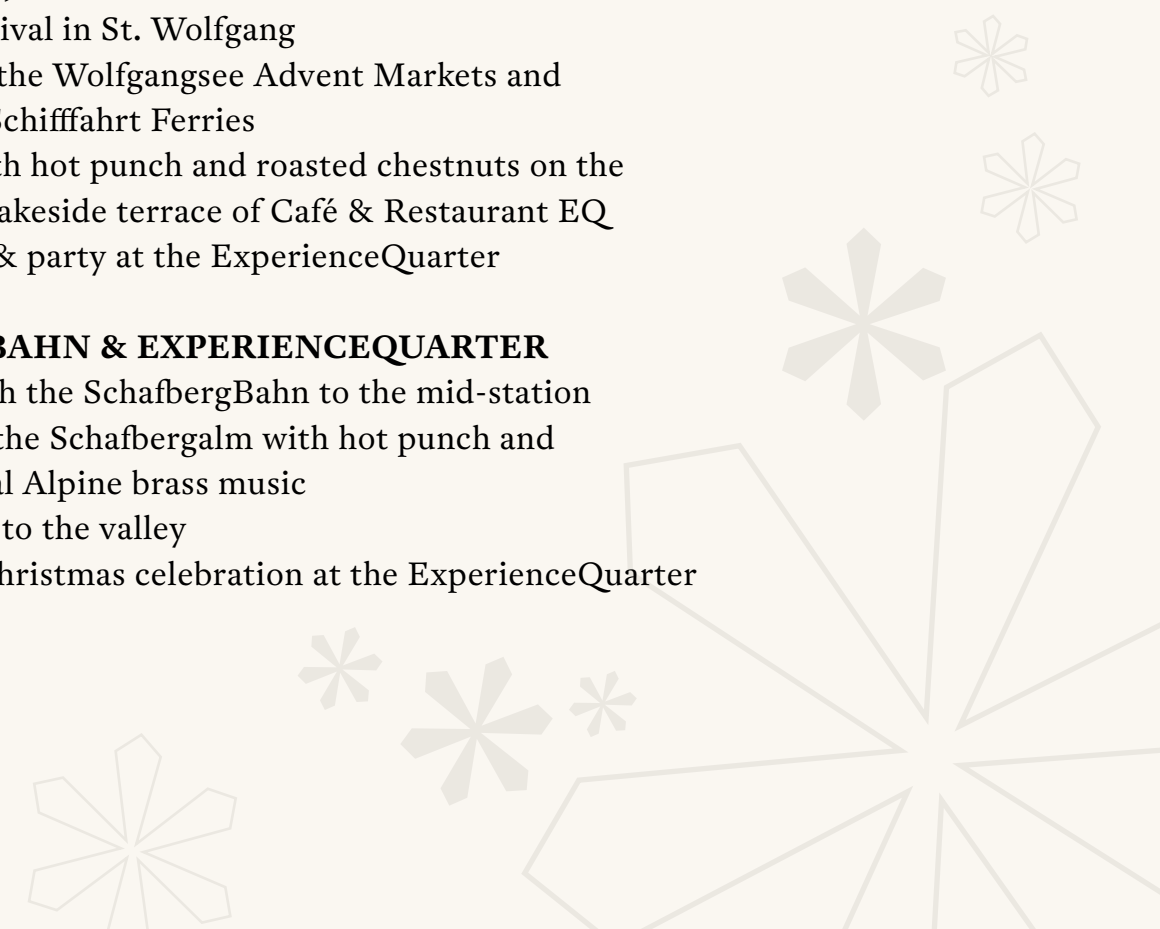 ival in St. Wolfgang
the Wolfgangsee Advent Markets and
Schifffahrt Ferries
th hot punch and roasted chestnuts on the
akeside terrace of Café & Restaurant EQ
& party at the ExperienceQuarter
BAHN & EXPERIENCEQUARTER
h the SchafbergBahn to the mid-station
the Schafbergalm with hot punch and
al Alpine brass music
to the valley
hristmas celebration at the ExperienceQuarter